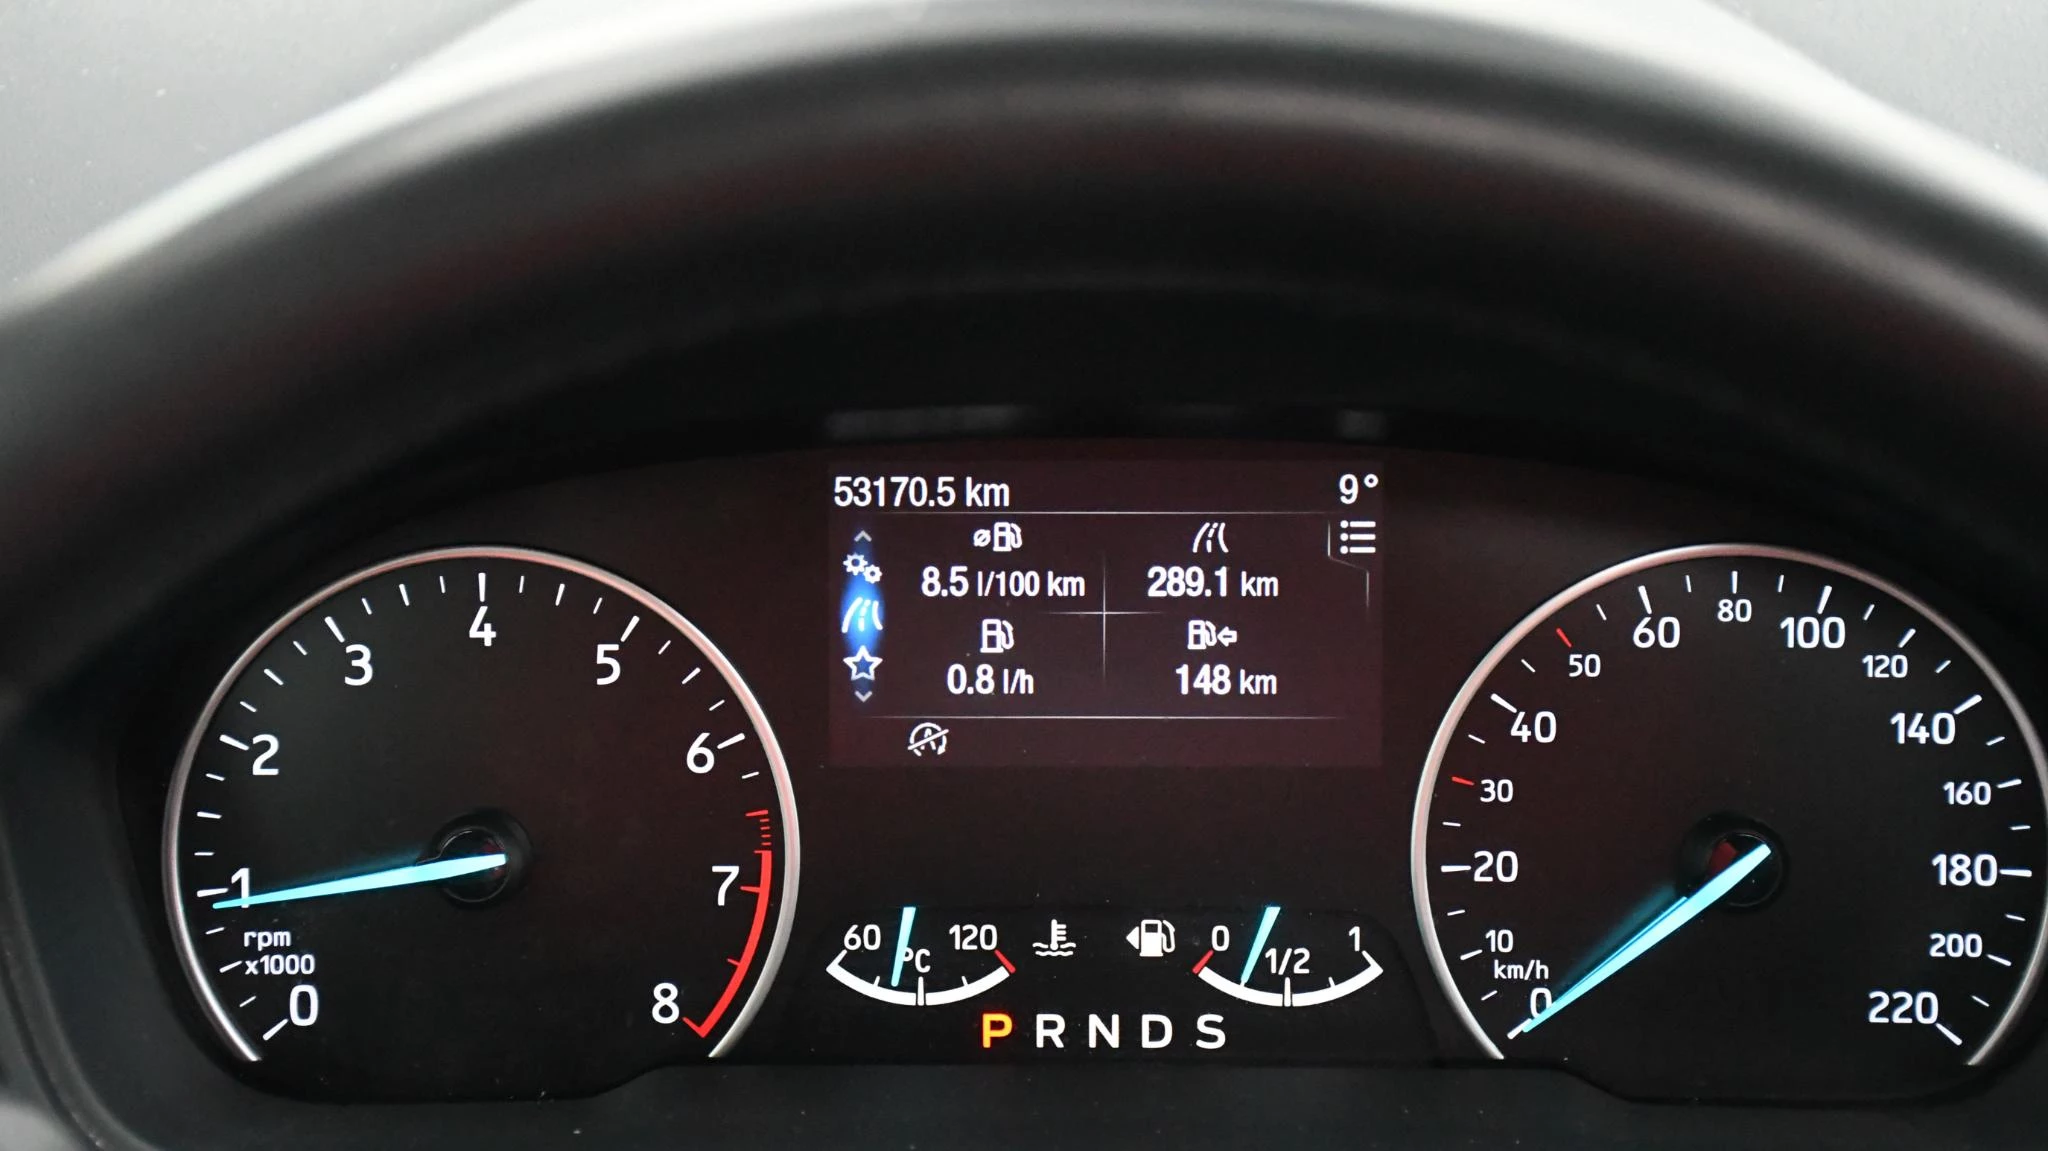 53170.5 km 9°
8.5 l/100 km 289.1 km
0.8 l/h 148 km
0 1 2 3 4 5 6 7 8
rpm
x1000
60 °C 120
0 1/2 1
P R N D S
0 10 20 30 40 50 60 80 100 120 140 160 180 200 220
km/h